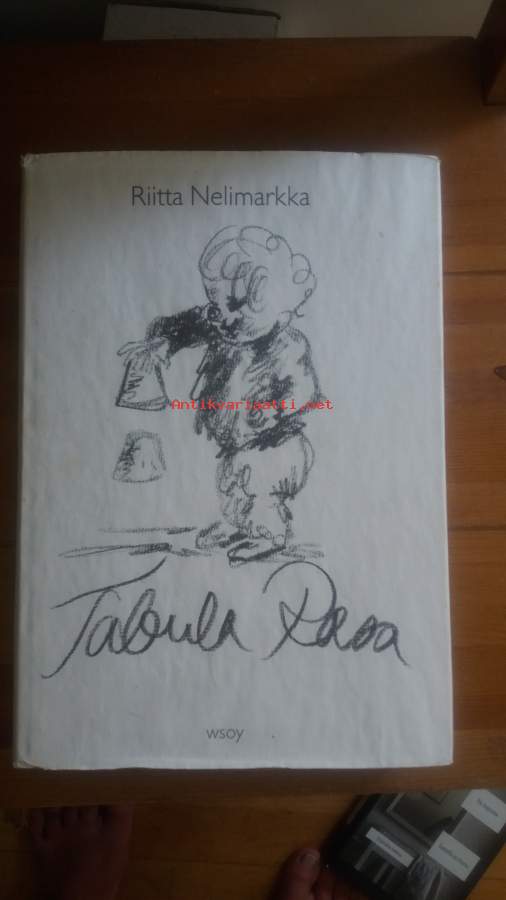 Riitta Nelimarkka
Antikvariaatti.net
Tabula Rasa
wsoy